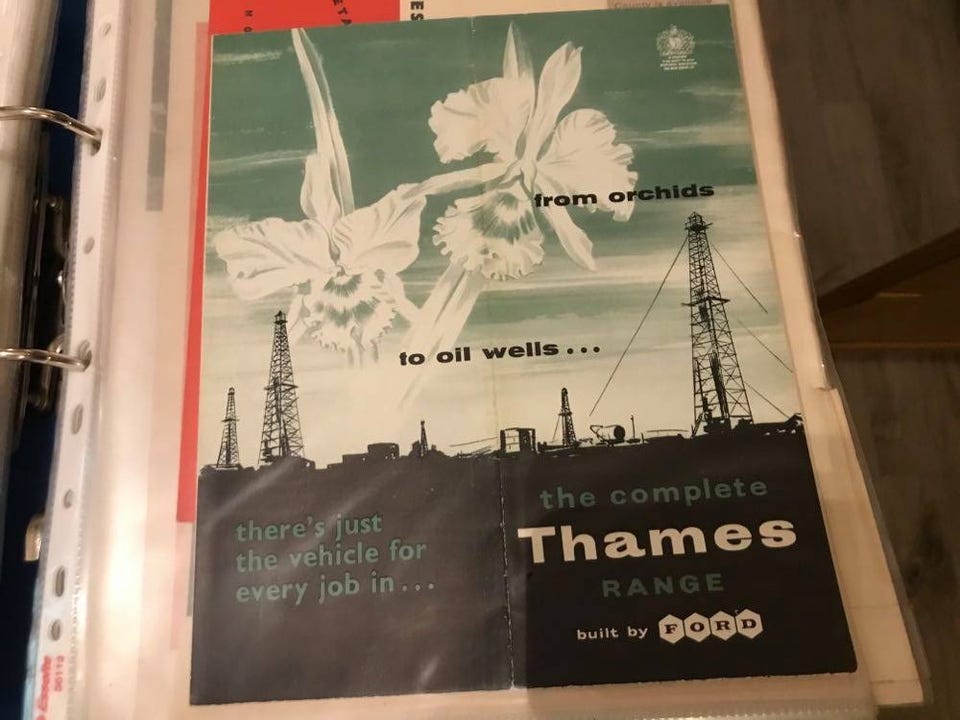 from orchids
to oil wells...
there's just
the vehicle for
every job in...
the complete
Thames
RANGE
built by FORD
Esselte